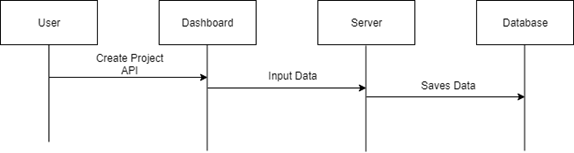 User
Dashboard
Server
Database
Create Project
API
Input Data
Saves Data